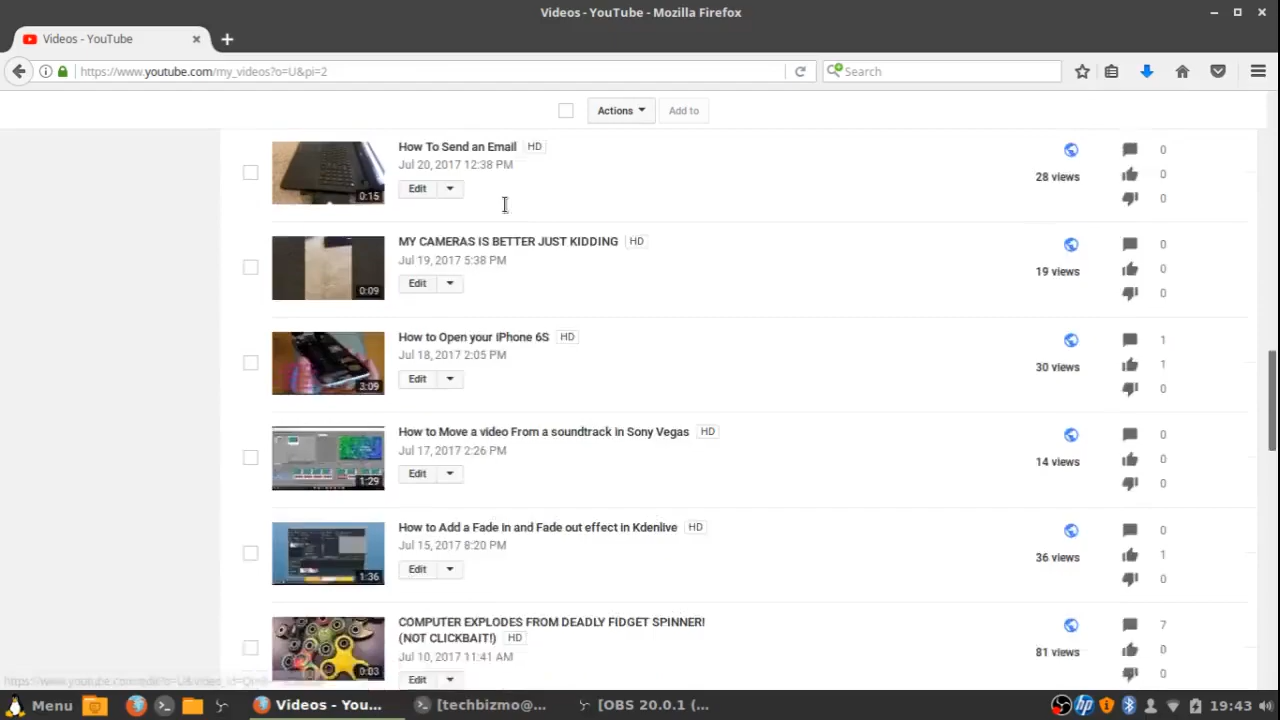 Videos - YouTube - Mozilla Firefox
Videos - YouTube
https://www.youtube.com/my_videos?o=U&pi=2
Search
Actions
Add to
How To Send an Email HD
Jul 20, 2017 12:38 PM
Edit
0:15
28 views
0
0
0
MY CAMERAS IS BETTER JUST KIDDING HD
Jul 19, 2017 5:38 PM
Edit
0:09
19 views
0
0
0
How to Open your iPhone 6S HD
Jul 18, 2017 2:05 PM
Edit
3:09
30 views
1
1
0
How to Move a video From a soundtrack in Sony Vegas HD
Jul 17, 2017 2:26 PM
Edit
1:29
14 views
0
0
0
How to Add a Fade in and Fade out effect in Kdenlive HD
Jul 15, 2017 8:20 PM
Edit
1:36
36 views
0
1
0
COMPUTER EXPLODES FROM DEADLY FIDGET SPINNER!
(NOT CLICKBAIT!) HD
Jul 10, 2017 11:41 AM
Edit
0:03
81 views
7
0
0
Menu
Videos - You...
[techbizmo@...
[OBS 20.0.1 (...
19:43